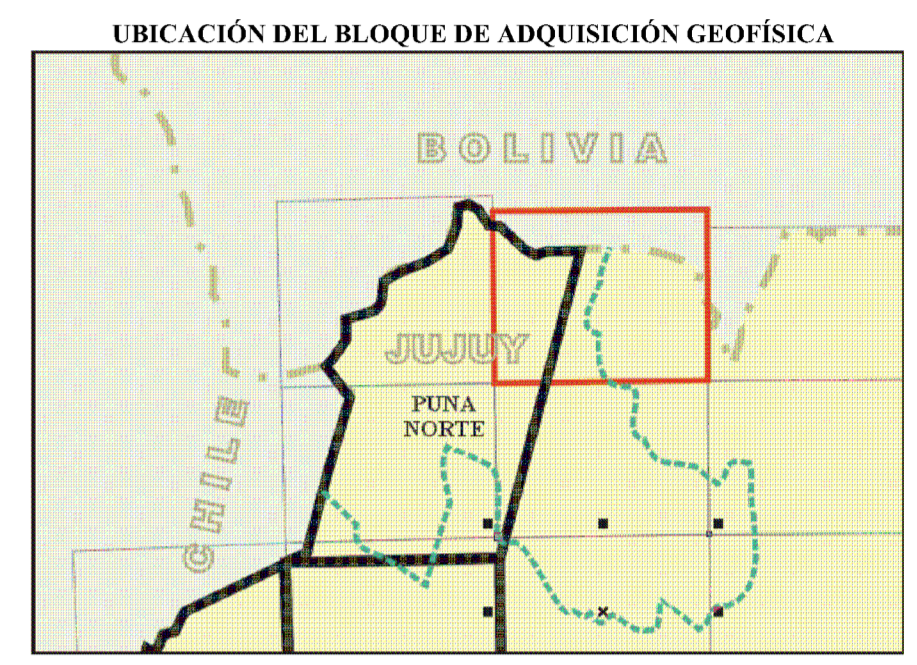 UBICACIÓN DEL BLOQUE DE ADQUISICIÓN GEOFÍSICA
BOLIVIA
JUJUY
PUNA
NORTE
CHILE